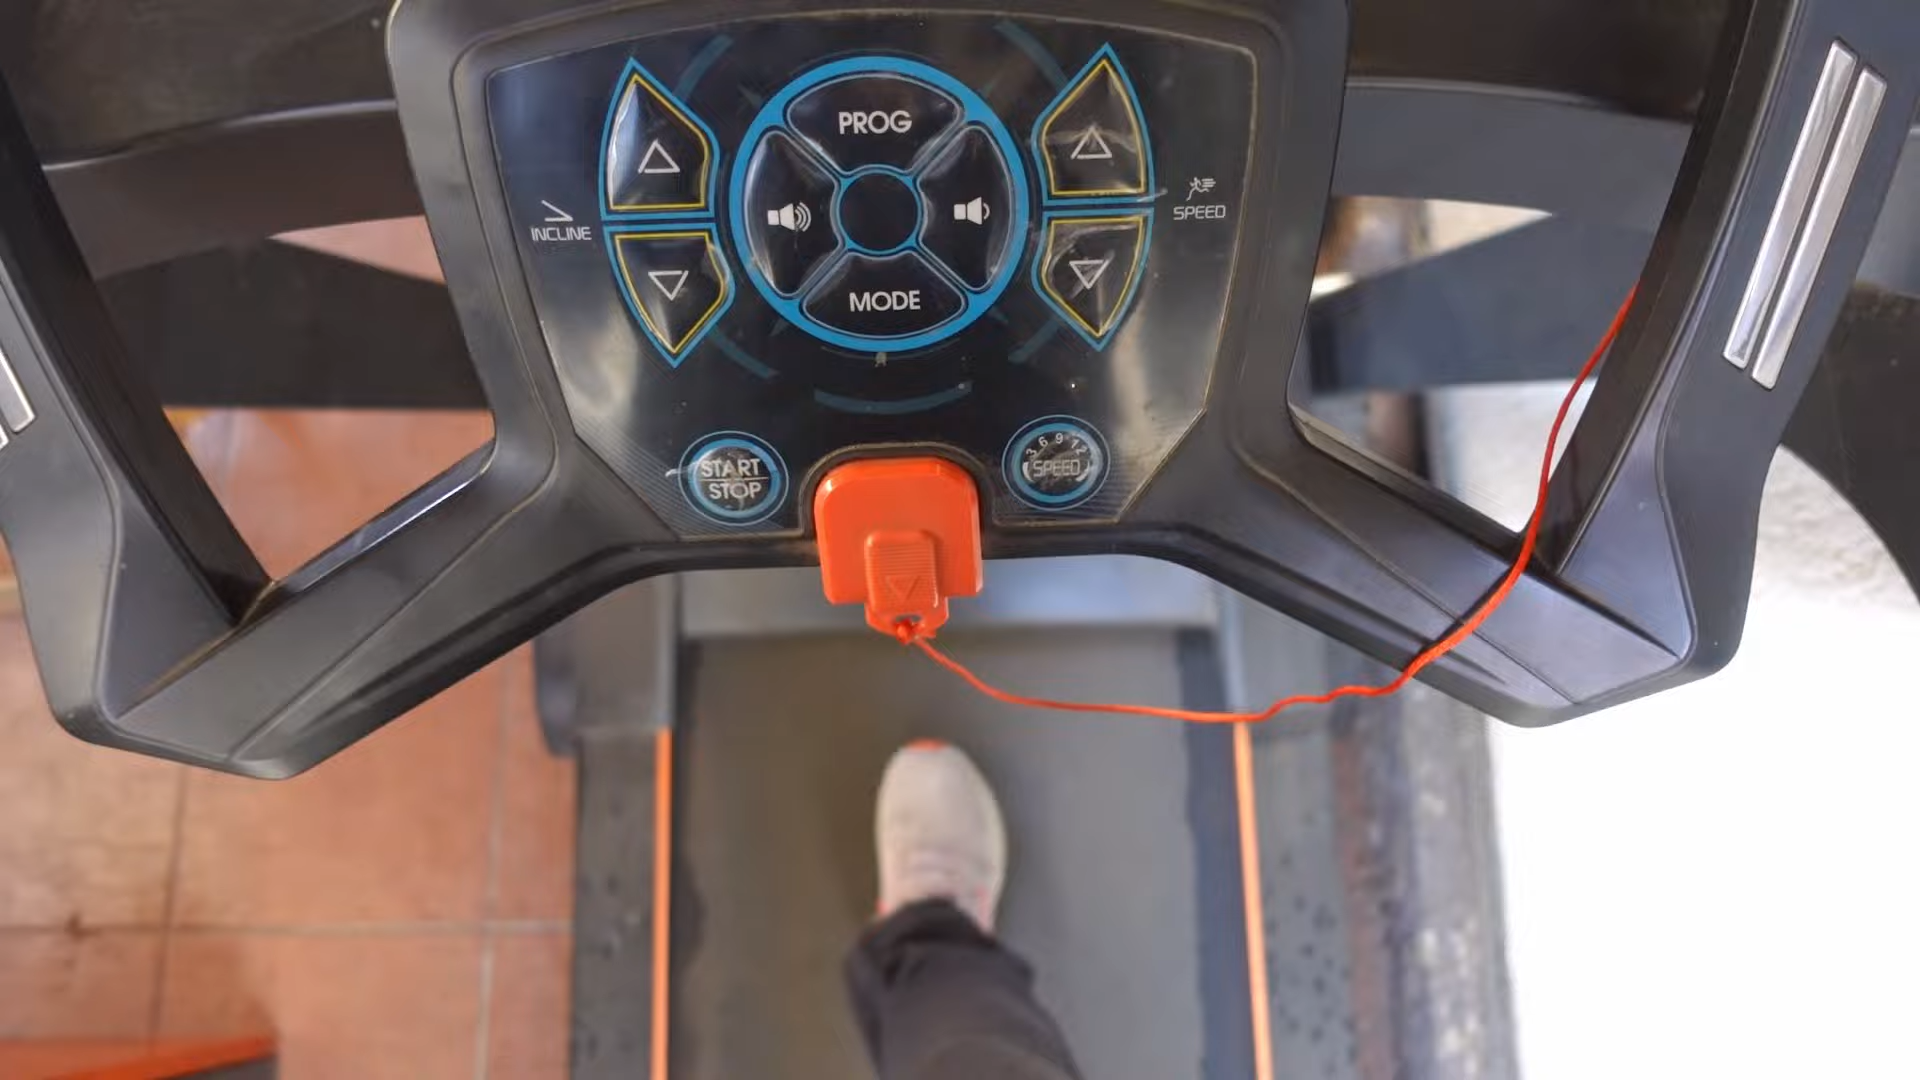 PROG
INCLINE
SPEED
MODE
START
STOP
3 6 9 12
SPEED